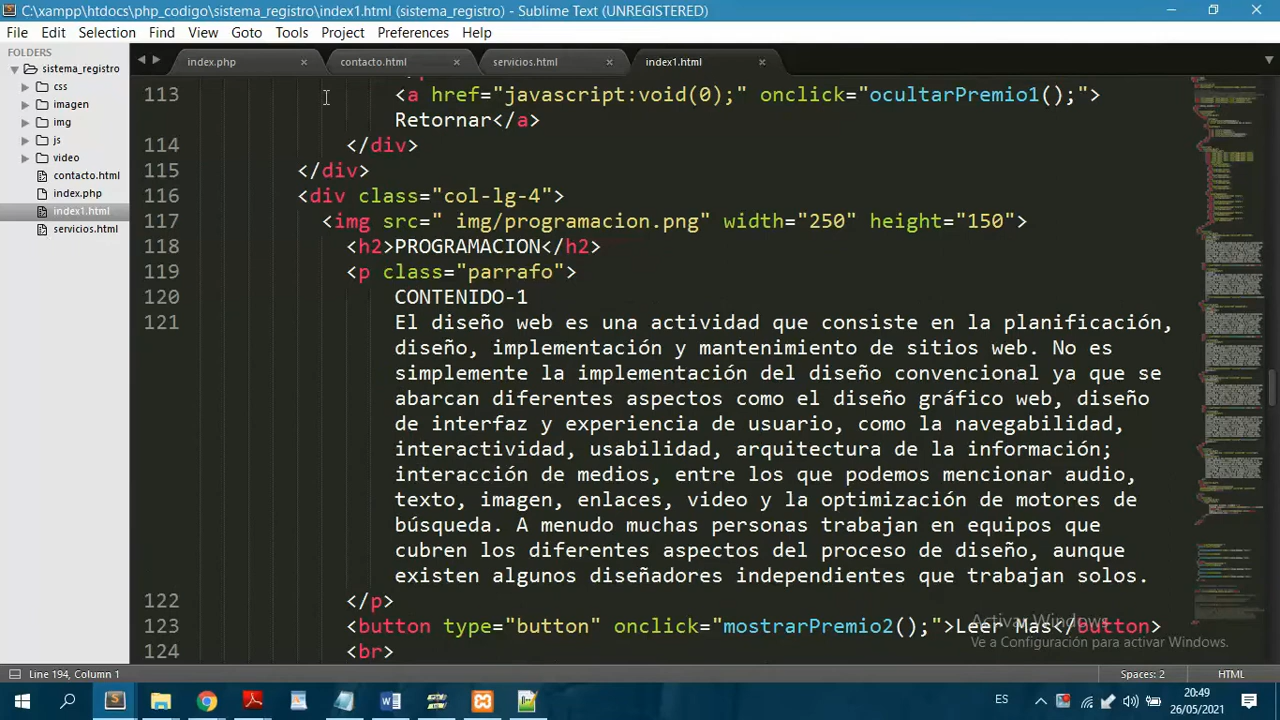 C:\xampp\htdocs\php_codigo\sistema_registro\index1.html (sistema_registro) - Sublime Text (UNREGISTERED)
File Edit Selection Find View Goto Tools Project Preferences Help
FOLDERS
sistema_registro
css
imagen
img
js
video
contacto.html
index.php
index1.html
servicios.html
index.php contacto.html servicios.html index1.html
113 <a href="javascript:void(0);" onclick="ocultarPremio1();">
Retornar</a>
114 </div>
115 </div>
116 <div class="col-lg-4">
117 <img src=" img/programacion.png" width="250" height="150">
118 <h2>PROGRAMACION</h2>
119 <p class="parrafo">
120 CONTENIDO-1
121 El diseño web es una actividad que consiste en la planificación,
diseño, implementación y mantenimiento de sitios web. No es
simplemente la implementación del diseño convencional ya que se
abarcan diferentes aspectos como el diseño gráfico web, diseño
de interfaz y experiencia de usuario, como la navegabilidad,
interactividad, usabilidad, arquitectura de la información;
interacción de medios, entre los que podemos mencionar audio,
texto, imagen, enlaces, video y la optimización de motores de
búsqueda. A menudo muchas personas trabajan en equipos que
cubren los diferentes aspectos del proceso de diseño, aunque
existen algunos diseñadores independientes que trabajan solos.
122 </p>
123 <button type="button" onclick="mostrarPremio2();">Leer Mas</button>
124 <br>
Activar Windows
Ve a Configuración para activar Windows.
Line 194, Column 1 Spaces: 2 HTML
ES 20:49
26/05/2021